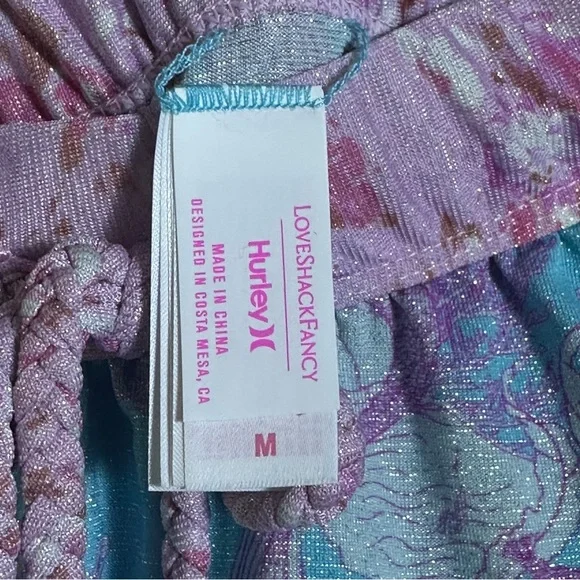 LOVESHACKFANCY
Hurley
MADE IN CHINA
DESIGNED IN COSTA MESA, CA
M